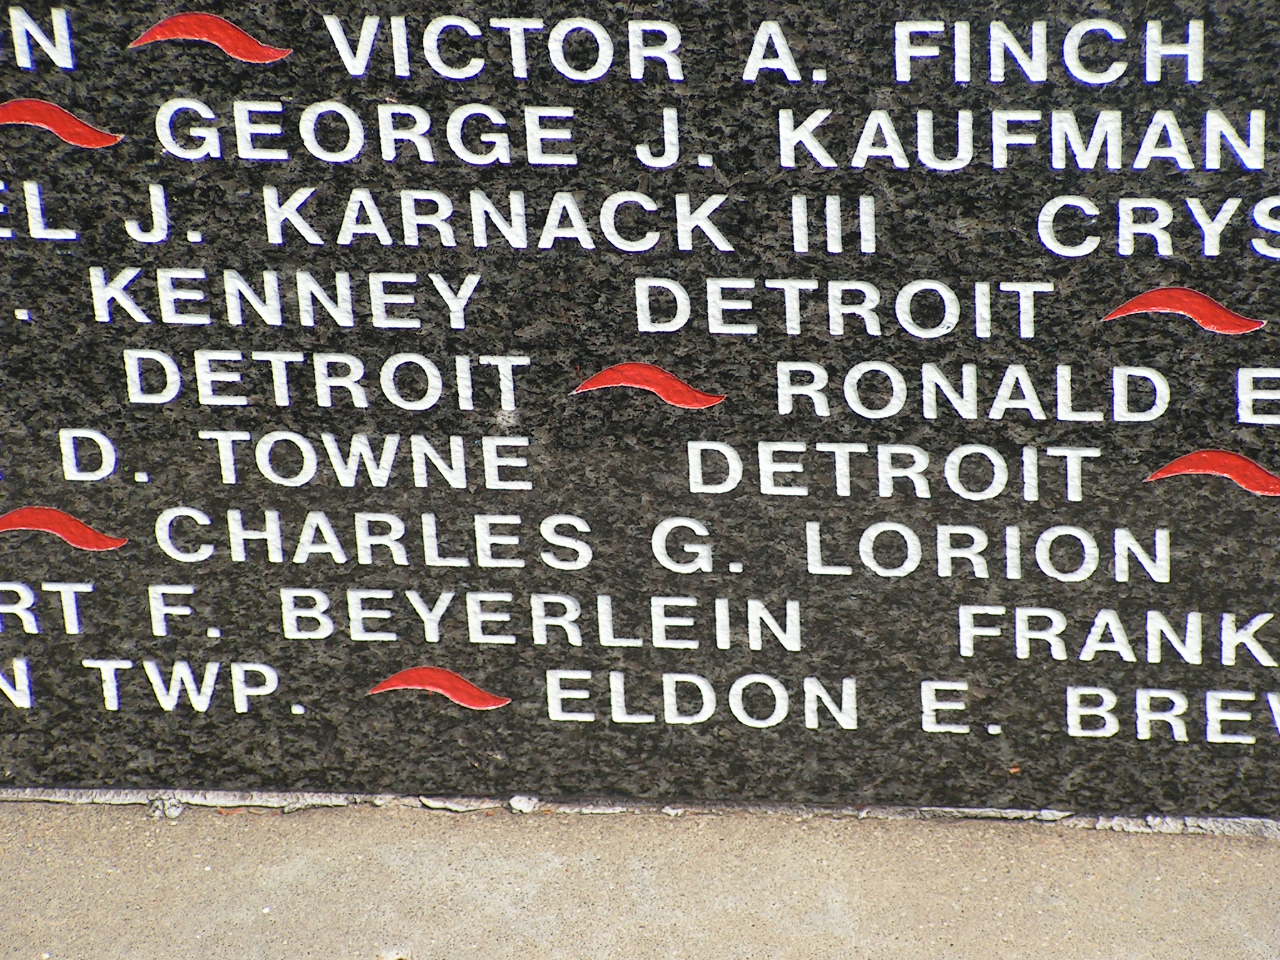 N VICTOR A. FINCH
GEORGE J. KAUFMAN
EL J. KARNACK III CRYS
. KENNEY DETROIT
DETROIT RONALD E
D. TOWNE DETROIT
CHARLES G. LORION
RT F. BEYERLEIN FRANK
N TWP. ELDON E. BREW